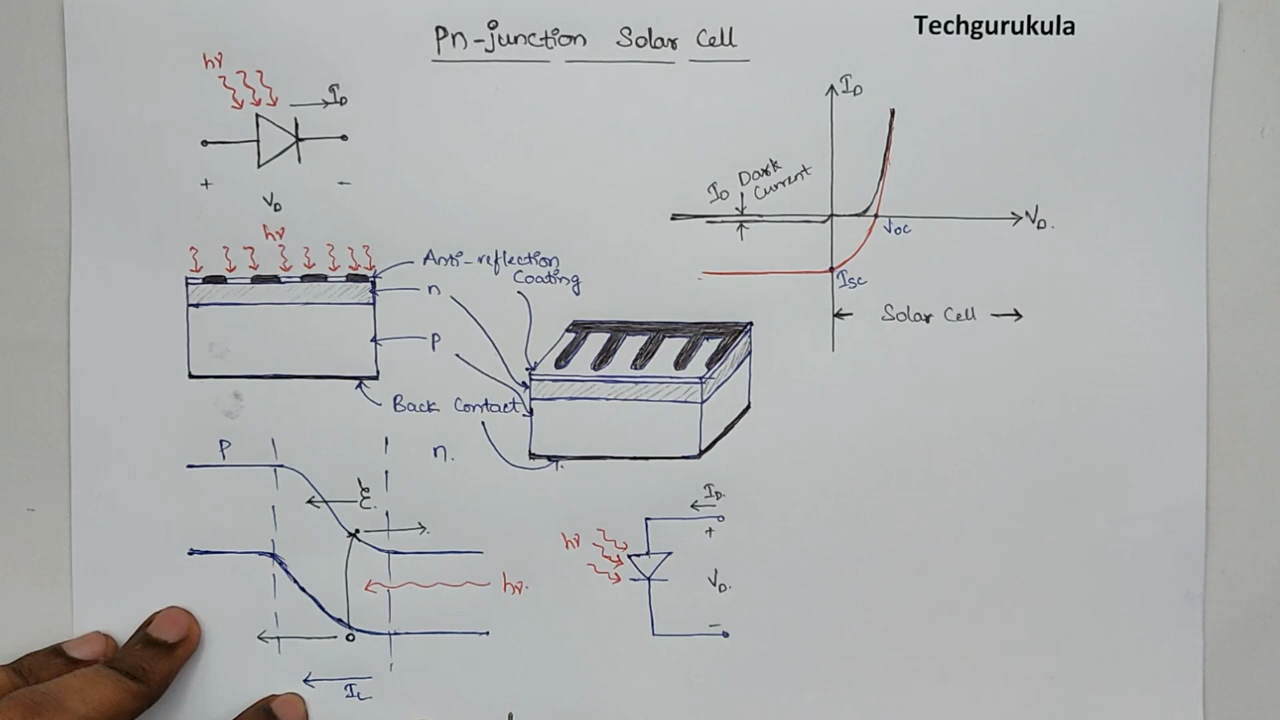 Techgurukula
Pn-junction Solar Cell
hν
I_D
+
-
V_D
I_D
I_0 Dark
Current
V_D.
V_OC
I_SC
Solar Cell
hν
Anti-reflection
Coating
n
P
Back Contact
P
n.
ξ.
hν.
I_L
I_D.
+
hν
V_D.
-